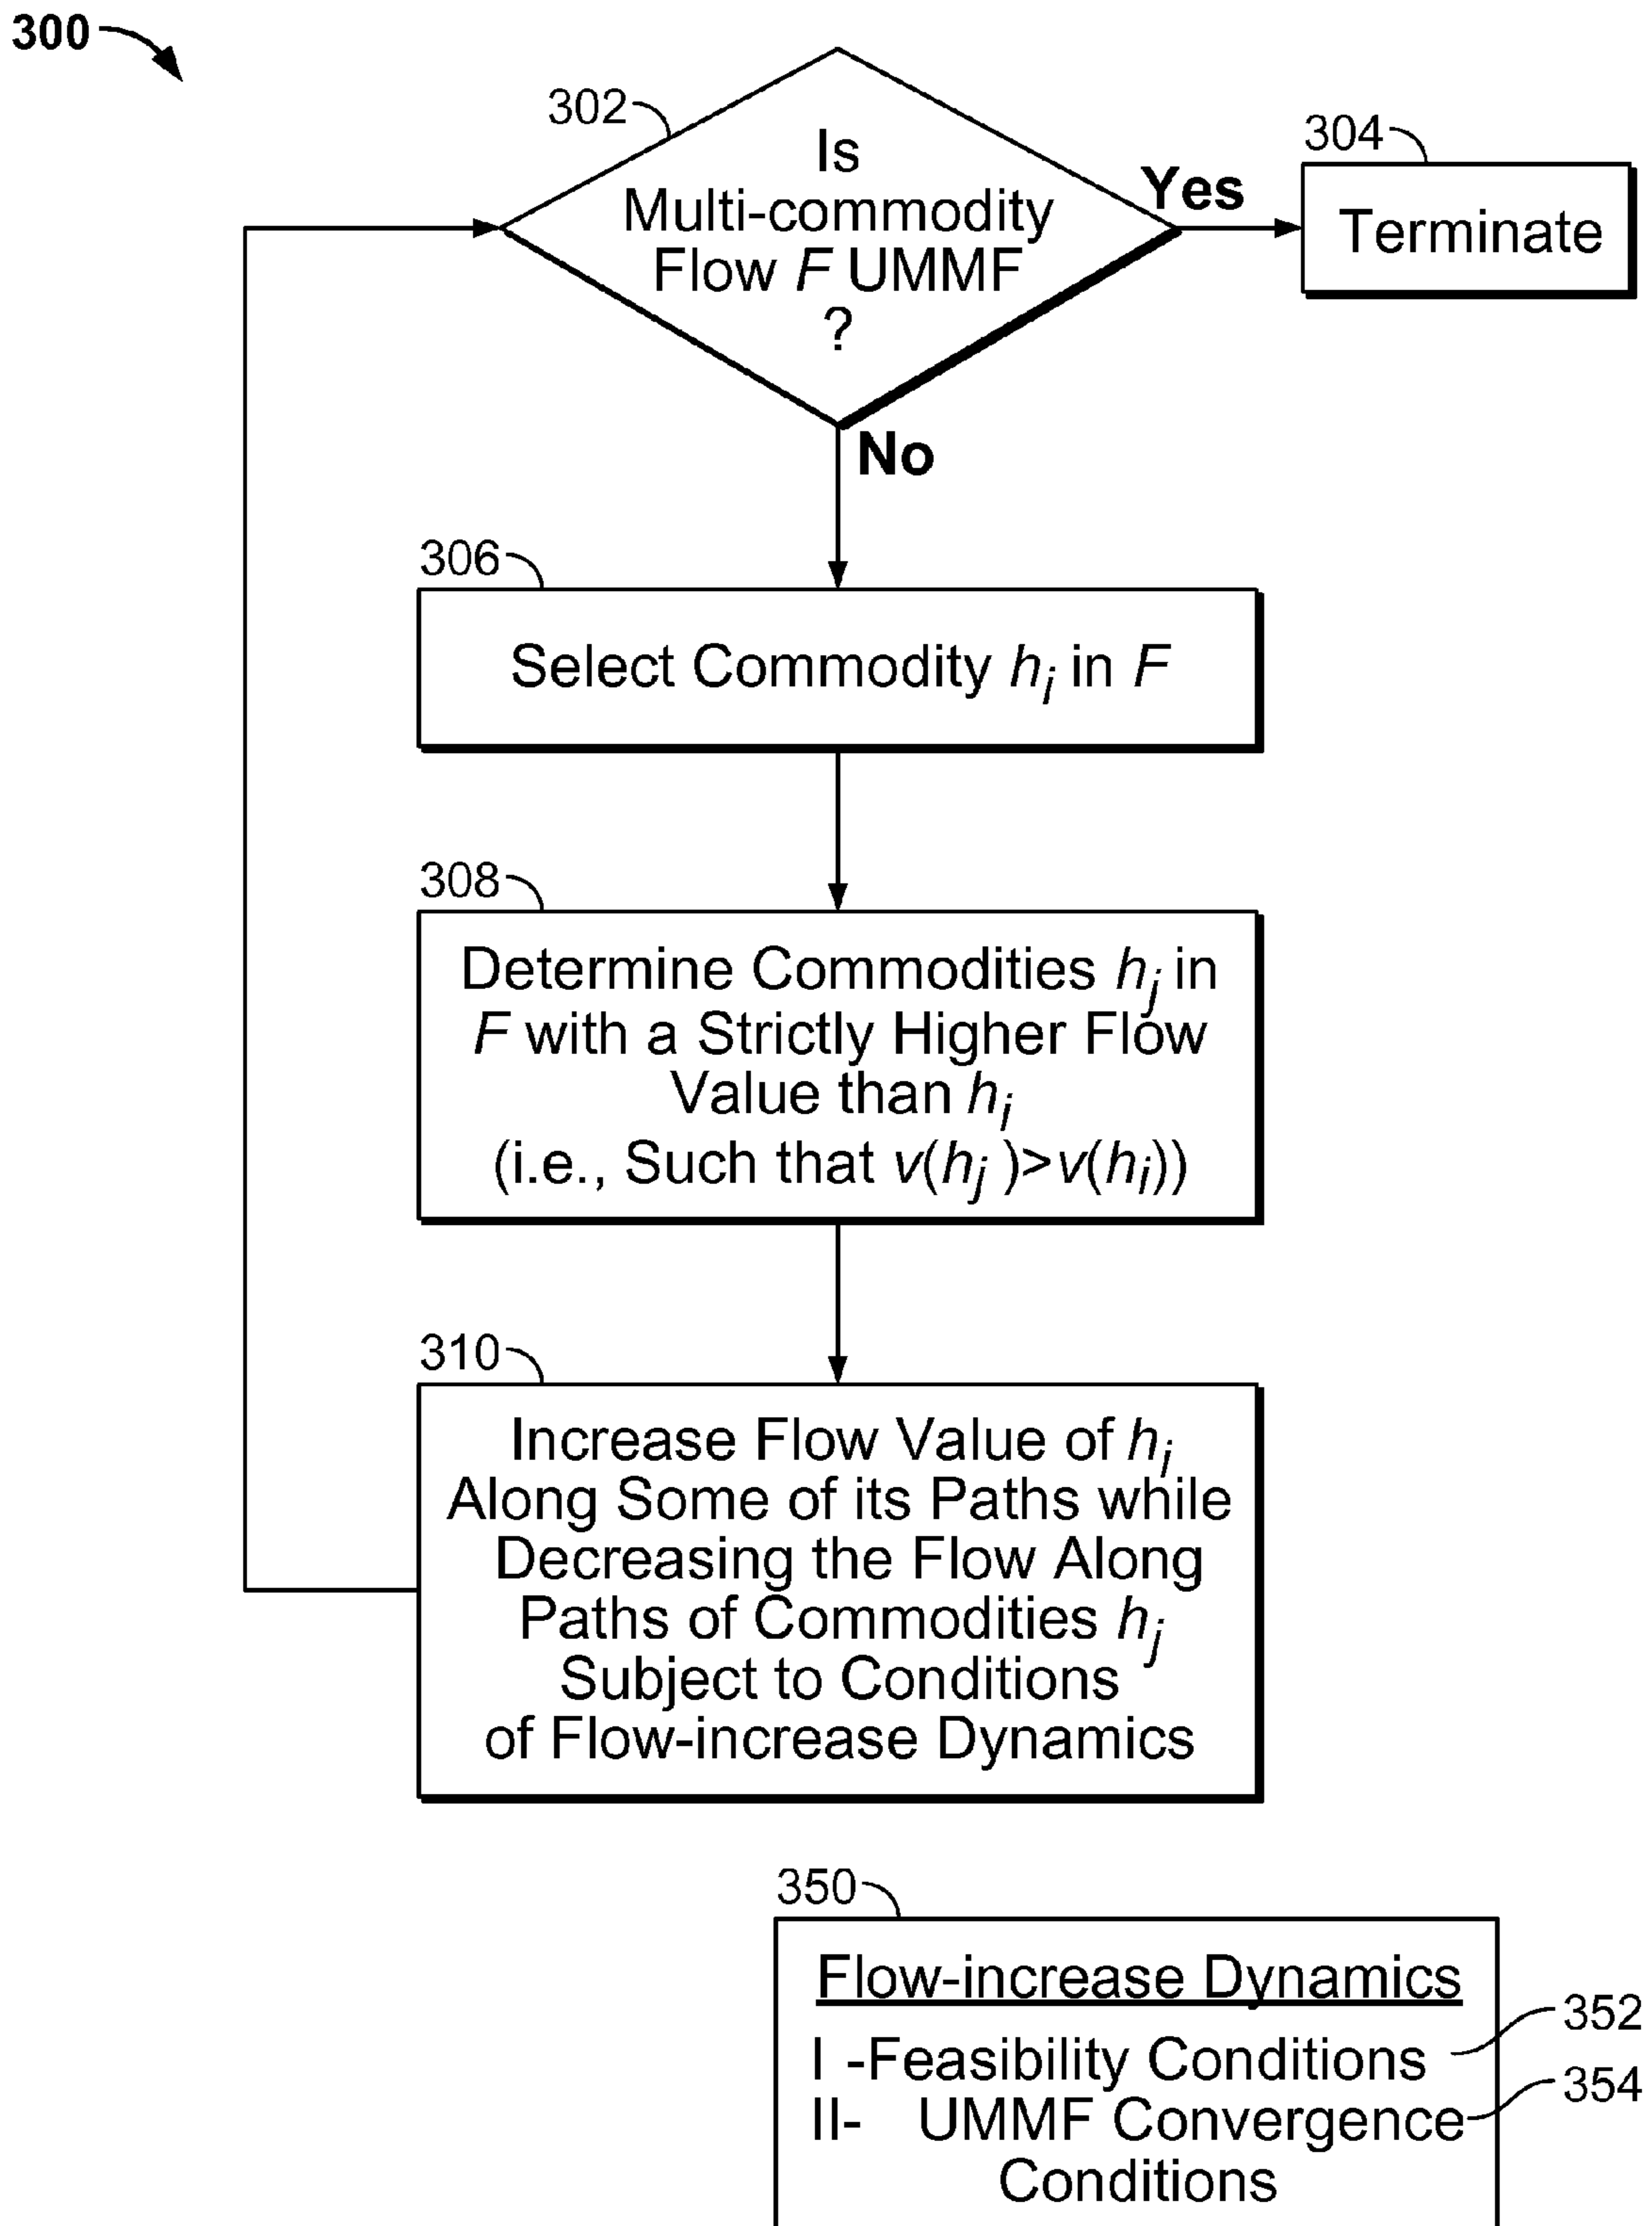 300
302
Is
Multi-commodity
Flow F UMMF
?
Yes
304
Terminate
No
306
Select Commodity hi in F
308
Determine Commodities hj in
F with a Strictly Higher Flow
Value than hi
(i.e., Such that v(hj)>v(hi))
310
Increase Flow Value of hi
Along Some of its Paths while
Decreasing the Flow Along
Paths of Commodities hj
Subject to Conditions
of Flow-increase Dynamics
350
Flow-increase Dynamics
I -Feasibility Conditions
352
II- UMMF Convergence
354
Conditions